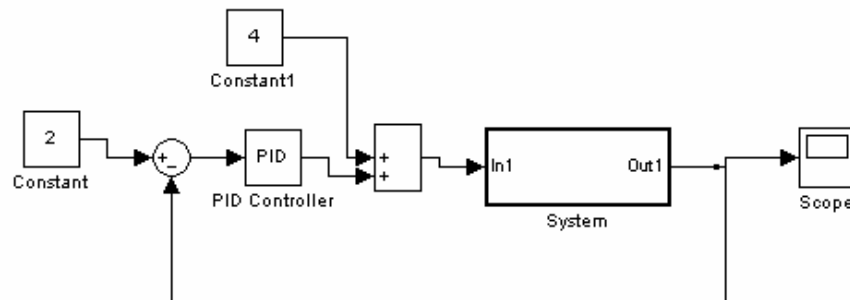 4
Constant1
2
Constant
+
−
PID
PID Controller
+
+
In1
Out1
System
Scope